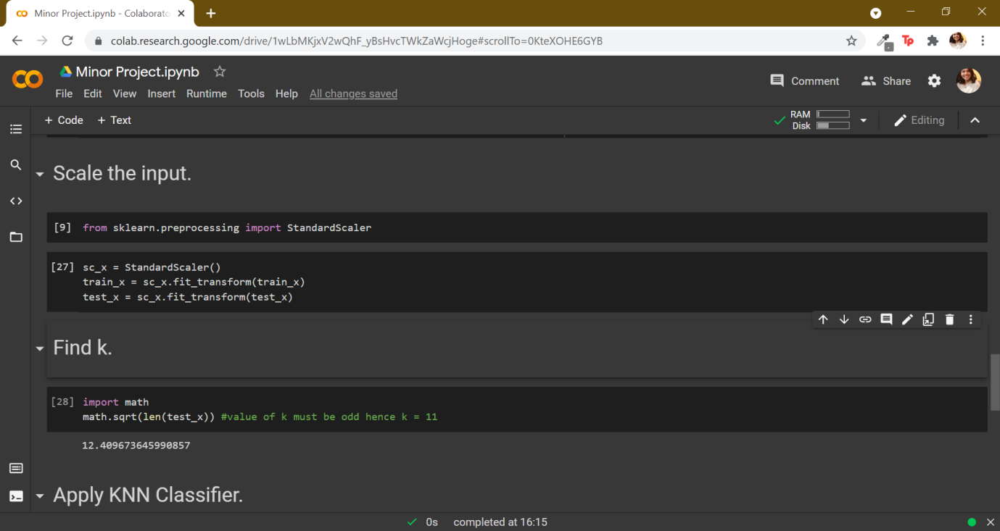 Minor Project.ipynb - Colaborato
colab.research.google.com/drive/1wLbMKjxV2wQhF_yBsHvcTWkZaWcjHoge#scrollTo=0KteXOHE6GYB
Tp
Minor Project.ipynb
File Edit View Insert Runtime Tools Help All changes saved
Comment Share
+ Code + Text
RAM
Disk
Editing
Scale the input.
[9] from sklearn.preprocessing import StandardScaler
[27] sc_x = StandardScaler()
train_x = sc_x.fit_transform(train_x)
test_x = sc_x.fit_transform(test_x)
Find k.
[28] import math
math.sqrt(len(test_x)) #value of k must be odd hence k = 11
12.409673645990857
Apply KNN Classifier.
0s completed at 16:15